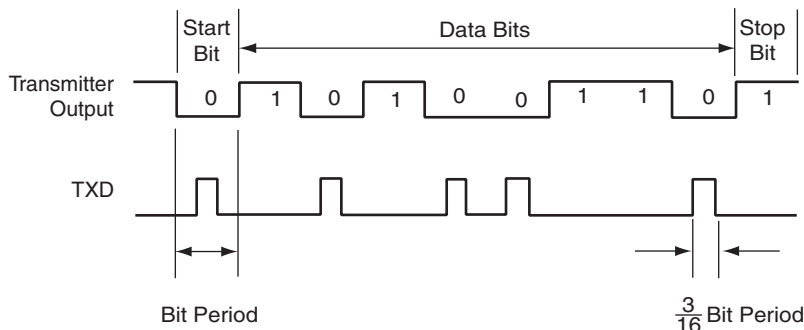 Start Bit
Data Bits
Stop Bit
Transmitter Output
0 1 0 1 0 0 1 1 0 1
TXD
Bit Period
3/16 Bit Period